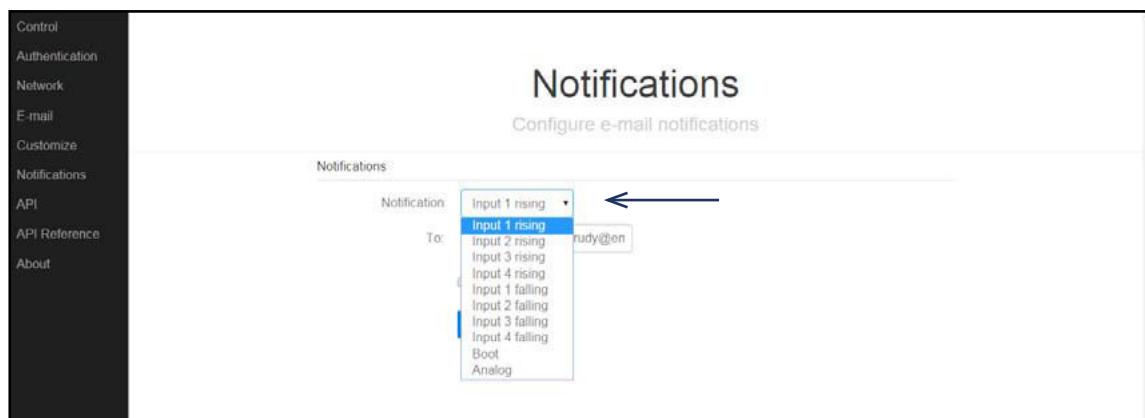 Control
Authentication
Network
E-mail
Customize
Notifications
API
API Reference
About
Notifications
Configure e-mail notifications
Notifications
Notification
Input 1 rising
Input 1 rising
Input 2 rising
Input 3 rising
Input 4 rising
Input 1 falling
Input 2 falling
Input 3 falling
Input 4 falling
Boot
Analog
To:
rudy@em